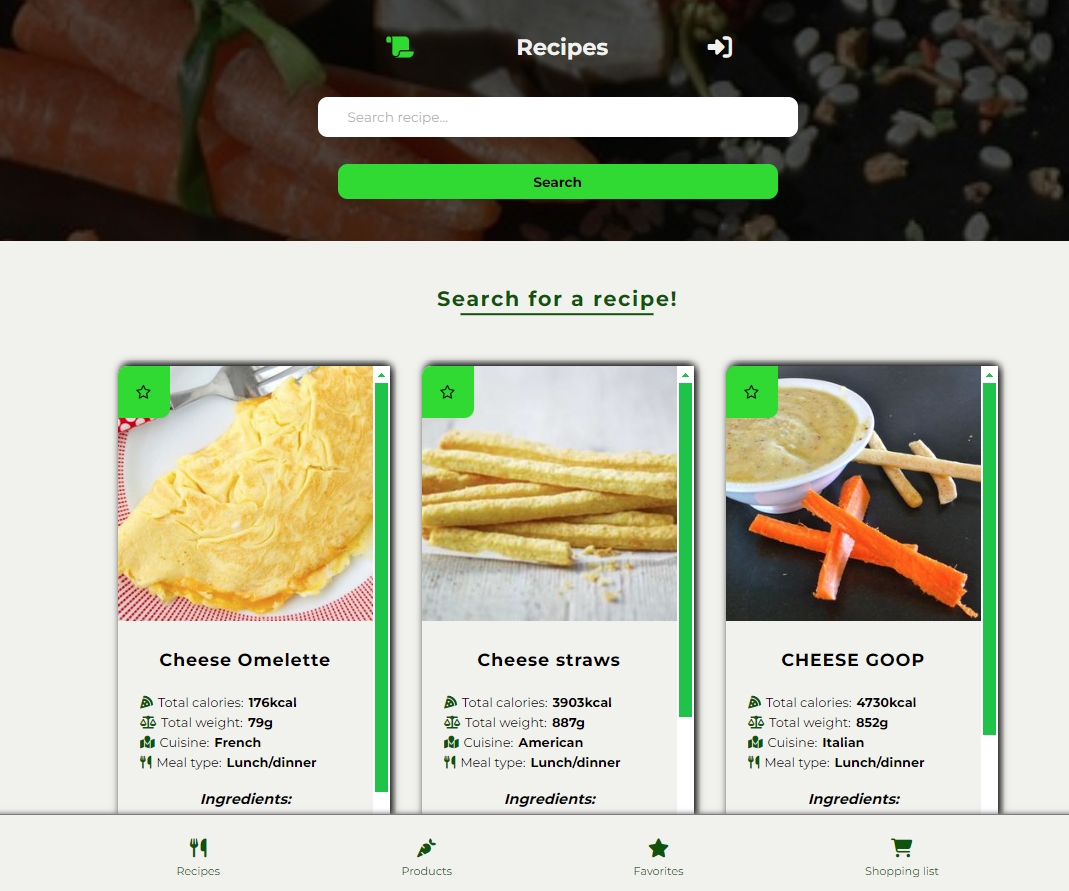 Recipes
Search recipe...
Search
Search for a recipe!
Cheese Omelette
Total calories: 176kcal
Total weight: 79g
Cuisine: French
Meal type: Lunch/dinner
Ingredients:
Cheese straws
Total calories: 3903kcal
Total weight: 887g
Cuisine: American
Meal type: Lunch/dinner
Ingredients:
CHEESE GOOP
Total calories: 4730kcal
Total weight: 852g
Cuisine: Italian
Meal type: Lunch/dinner
Ingredients:
Recipes
Products
Favorites
Shopping list